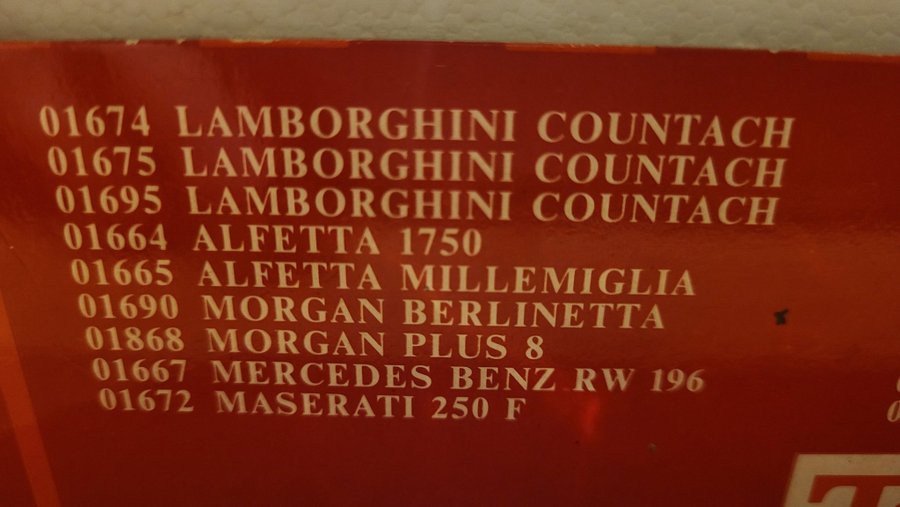 01674 LAMBORGHINI COUNTACH
01675 LAMBORGHINI COUNTACH
01695 LAMBORGHINI COUNTACH
01664 ALFETTA 1750
01665 ALFETTA MILLEMIGLIA
01690 MORGAN BERLINETTA
01868 MORGAN PLUS 8
01667 MERCEDES BENZ RW 196
01672 MASERATI 250 F